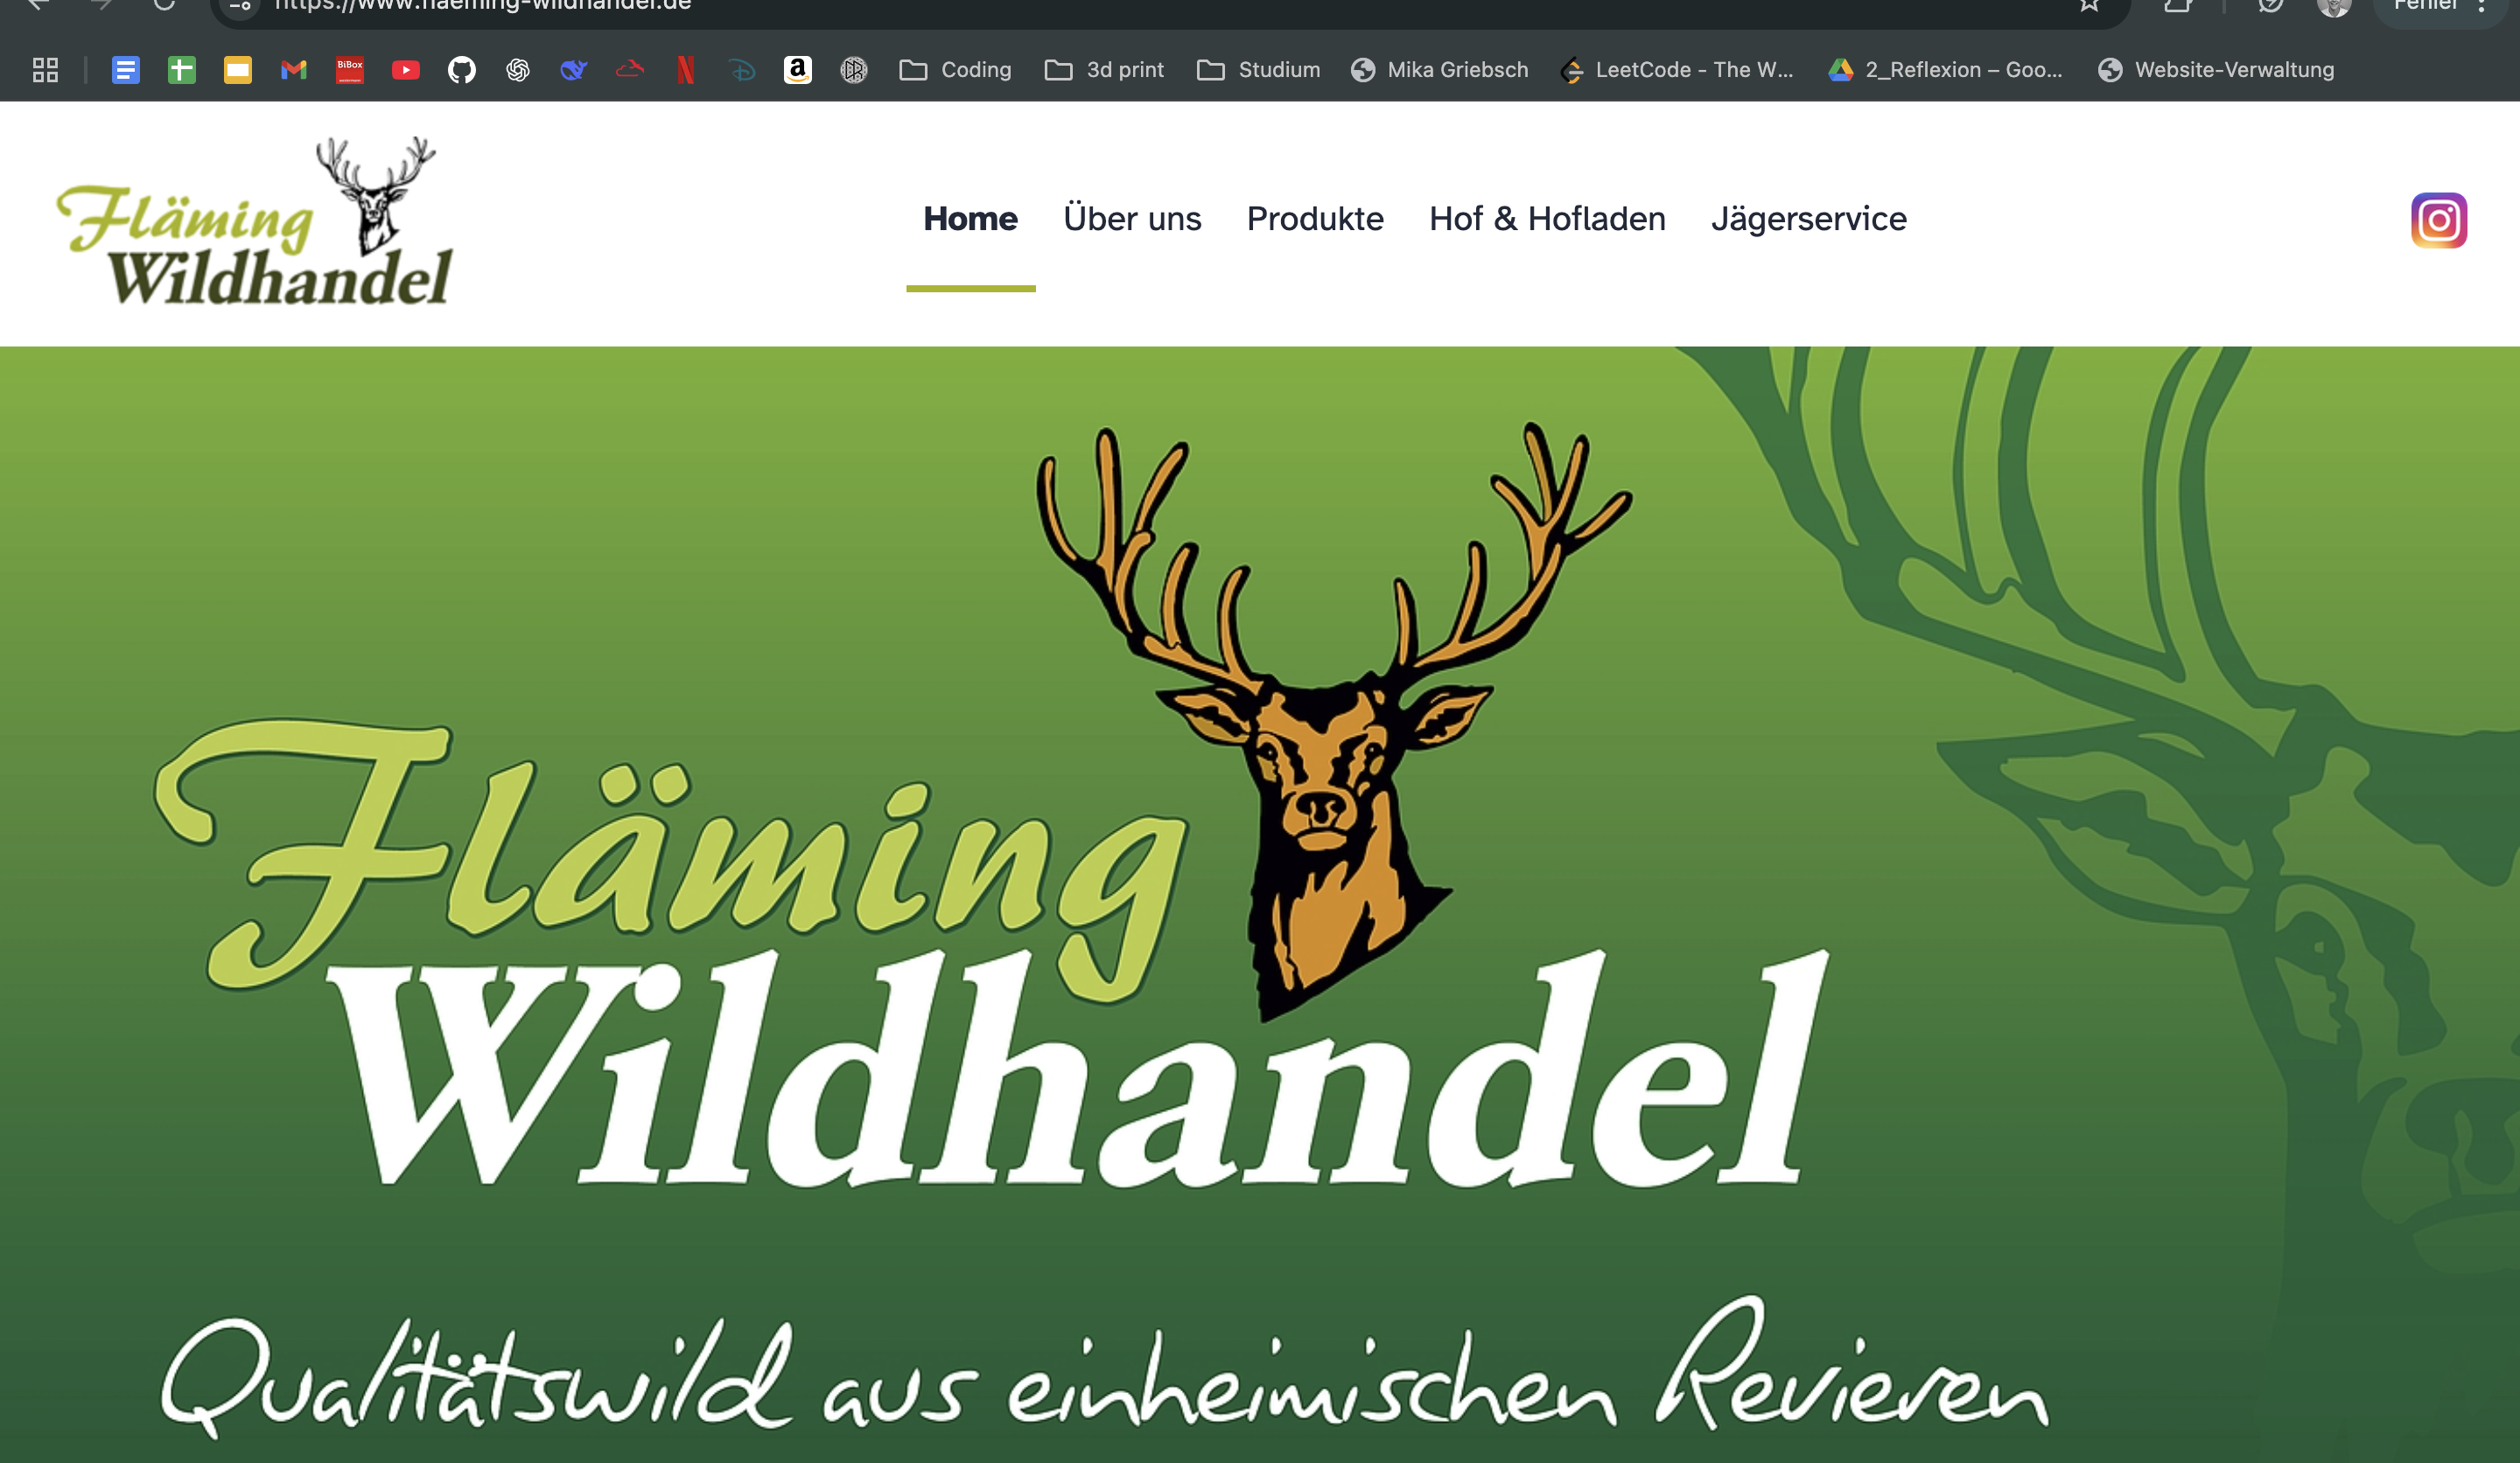 https://www.flaeming-wildhandel.de
Fehler
BiBox
Coding
3d print
Studium
Mika Griebsch
LeetCode - The W...
2_Reflexion – Goo...
Website-Verwaltung
Fläming
Wildhandel
Home
Über uns
Produkte
Hof & Hofladen
Jägerservice
Fläming
Wildhandel
Qualitätswild aus einheimischen Revieren